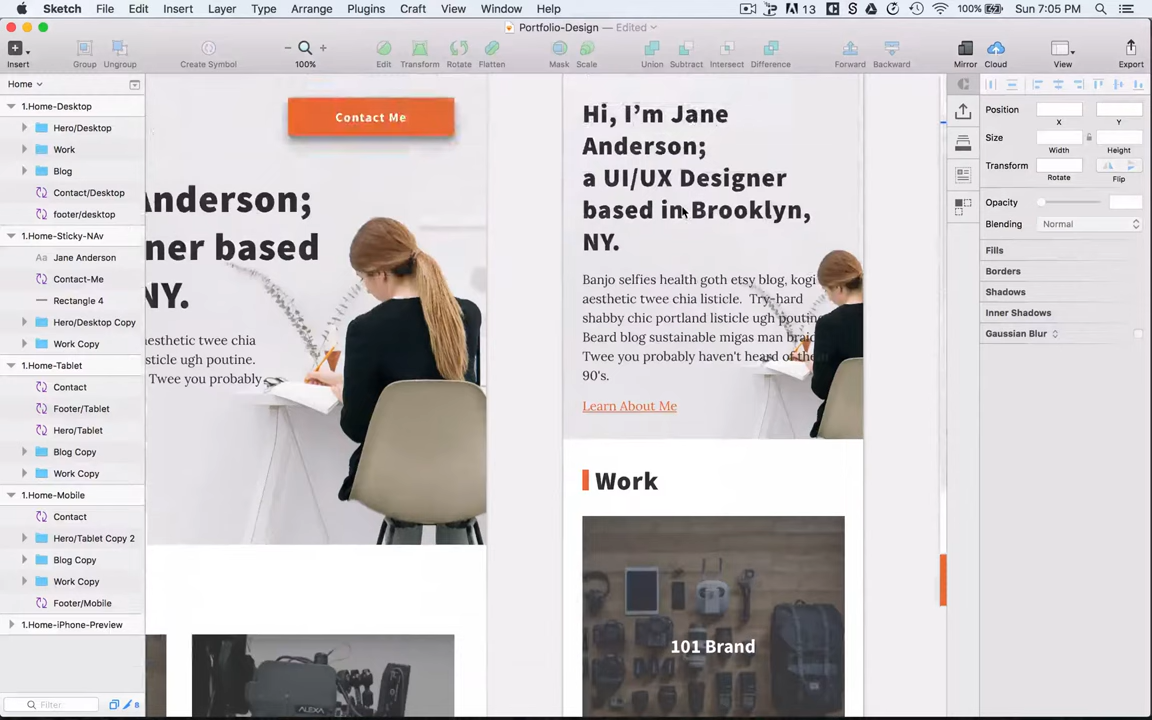 Sketch File Edit Insert Layer Type Arrange Plugins Craft View Window Help
13 100% Sun 7:05 PM
Portfolio-Design — Edited
Insert Group Ungroup Create Symbol 100% Edit Transform Rotate Flatten Mask Scale Union Subtract Intersect Difference Forward Backward Mirror Cloud View Export
Home
1.Home-Desktop
Hero/Desktop
Work
Blog
Contact/Desktop
footer/desktop
1.Home-Sticky-NAv
Aa Jane Anderson
Contact-Me
Rectangle 4
Hero/Desktop Copy
Work Copy
1.Home-Tablet
Contact
Footer/Tablet
Hero/Tablet
Blog Copy
Work Copy
1.Home-Mobile
Contact
Hero/Tablet Copy 2
Blog Copy
Work Copy
Footer/Mobile
1.Home-iPhone-Preview
Filter
8
Contact Me
Anderson;
ner based
NY.
aesthetic twee chia
sticle ugh poutine.
Twee you probably
ALEXA
Hi, I'm Jane
Anderson;
a UI/UX Designer
based in Brooklyn,
NY.
Banjo selfies health goth etsy blog, kogi
aesthetic twee chia listicle. Try-hard
shabby chic portland listicle ugh poutine
Beard blog sustainable migas man braid
Twee you probably haven't heard of them
90's.
Learn About Me
Work
101 Brand
Position
X Y
Size
Width Height
Transform
Rotate Flip
Opacity
Blending Normal
Fills
Borders
Shadows
Inner Shadows
Gaussian Blur